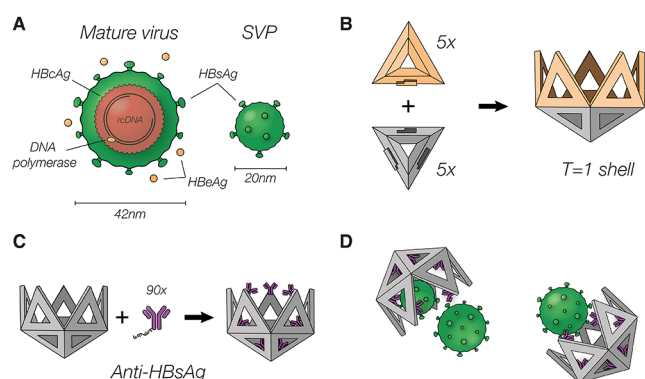 A
Mature virus
SVP
HBcAg
HBsAg
rcDNA
DNA
polymerase
HBeAg
20nm
42nm
B
5x
+
5x
T=1 shell
C
90x
+
Anti-HBsAg
D